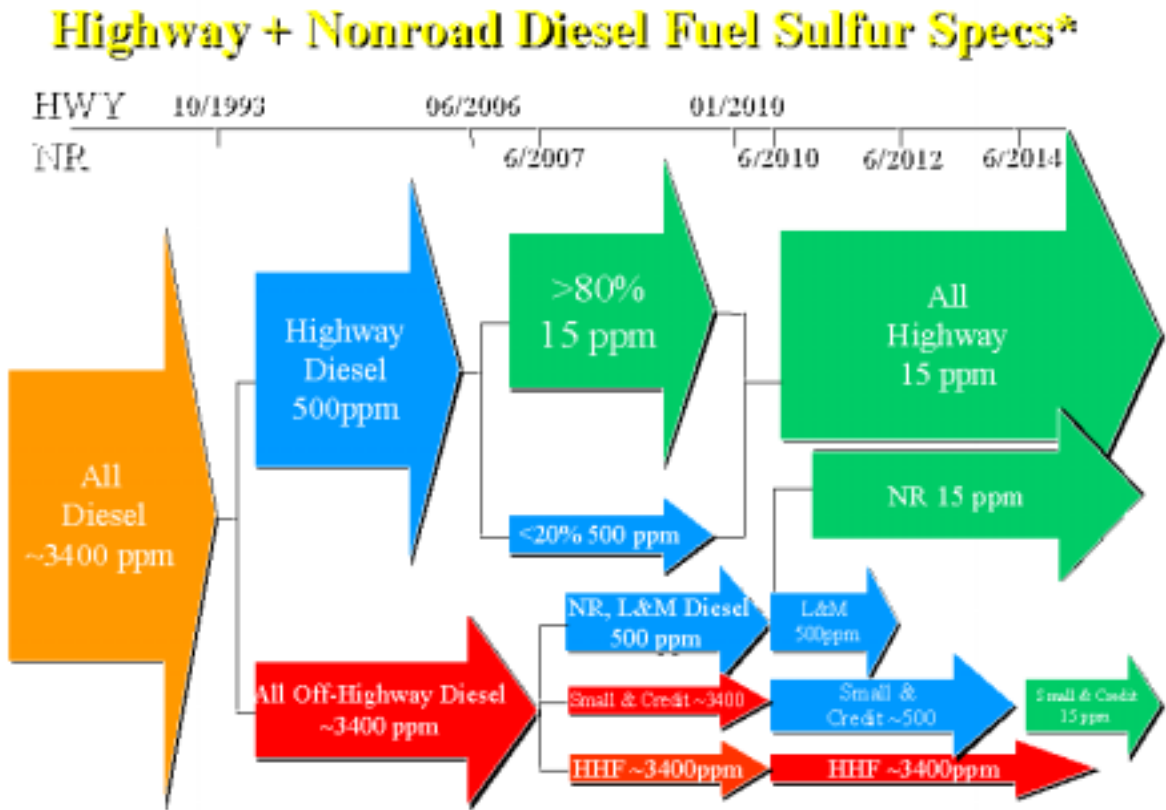 Highway + Nonroad Diesel Fuel Sulfur Specs*
HWY 10/1993 06/2006 01/2010
NR 6/2007 6/2010 6/2012 6/2014
All
Diesel
~3400 ppm
Highway
Diesel
500ppm
>80%
15 ppm
<20% 500 ppm
All
Highway
15 ppm
NR 15 ppm
All Off-Highway Diesel
~3400 ppm
NR, L&M Diesel
500 ppm
L&M
500ppm
Small & Credit ~3400
Small &
Credit ~500
Small & Credit
15 ppm
HHF ~3400ppm
HHF ~3400ppm